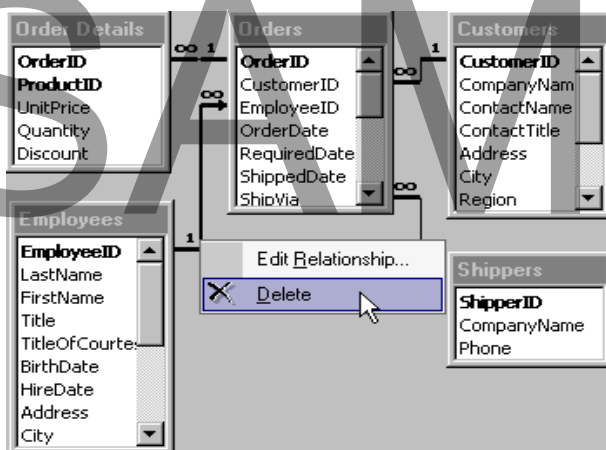 Order Details
OrderID
ProductID
UnitPrice
Quantity
Discount
∞ 1
Orders
OrderID
CustomerID
EmployeeID
OrderDate
RequiredDate
ShippedDate
ShipVia
∞
∞
∞
1
Customers
CustomerID
CompanyNam
ContactName
ContactTitle
Address
City
Region
Employees
EmployeeID
LastName
FirstName
Title
TitleOfCourte
BirthDate
HireDate
Address
City
1
Edit Relationship...
Delete
Shippers
ShipperID
CompanyName
Phone
SAM